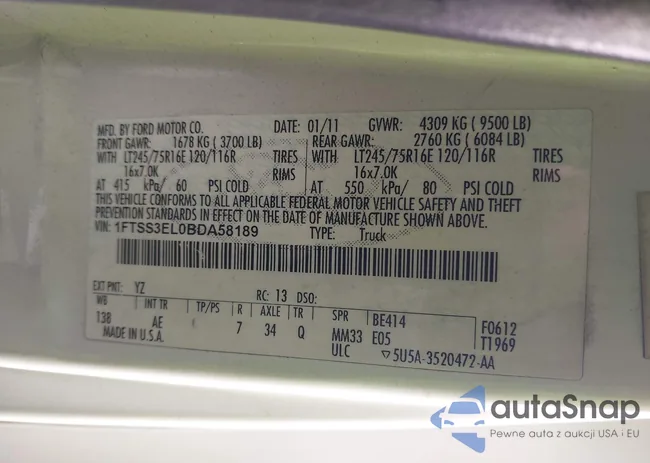 MFD. BY FORD MOTOR CO. DATE: 01/11 GVWR: 4309 KG ( 9500 LB)
FRONT GAWR: 1678 KG ( 3700 LB) REAR GAWR: 2760 KG ( 6084 LB)
WITH LT245/75R16E 120/116R TIRES WITH LT245/75R16E 120/116R TIRES
16x7.0K RIMS 16x7.0K RIMS
AT 415 kPa/ 60 PSI COLD AT 550 kPa/ 80 PSI COLD
THIS VEHICLE CONFORMS TO ALL APPLICABLE FEDERAL MOTOR VEHICLE SAFETY AND THEFT
PREVENTION STANDARDS IN EFFECT ON THE DATE OF MANUFACTURE SHOWN ABOVE.
VIN: 1FTSS3EL0BDA58189 TYPE: Truck
EXT PNT: YZ RC: 13 DSO:
WB INT TR TP/PS R AXLE TR SPR BE414 F0612
138 AE 7 34 Q MM33 E05 T1969
MADE IN U.S.A. ULC ▽5U5A-3520472-AA
autaSnap
Pewne auta z aukcji USA i EU